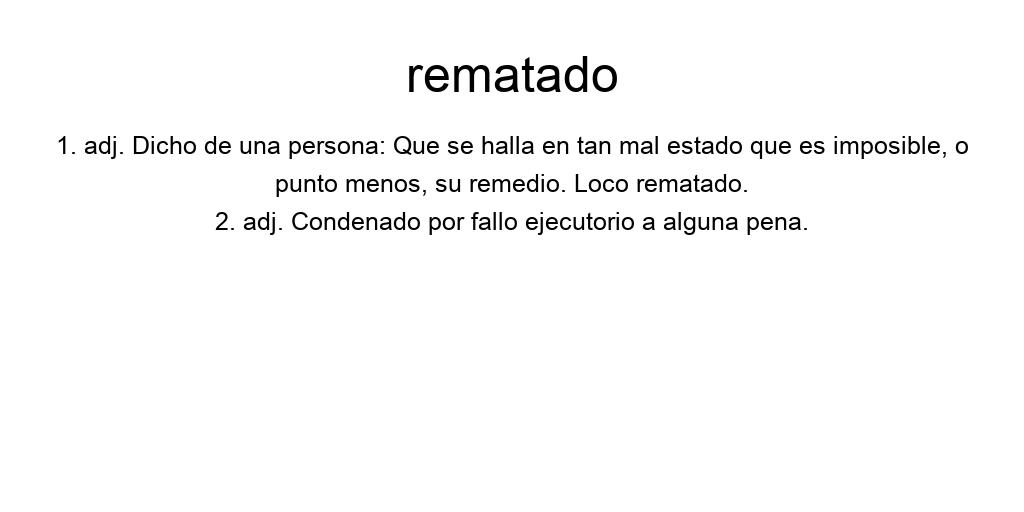 rematado
1. adj. Dicho de una persona: Que se halla en tan mal estado que es imposible, o
punto menos, su remedio. Loco rematado.
2. adj. Condenado por fallo ejecutorio a alguna pena.